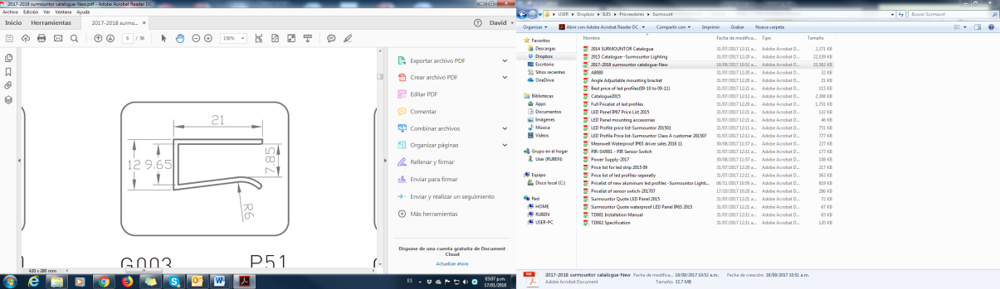 2017-2018 surmountor catalogue-New.pdf - Adobe Acrobat Reader DC
Archivo Edición Ver Ventana Ayuda
Inicio Herramientas 2017-2018 surmo... × David
6 / 58 150%
21
12 9.65 7.85
R6
G003 P51
420 x 280 mm
Exportar archivo PDF
Crear archivo PDF
Editar PDF
Comentar
Combinar archivos
Organizar páginas
Rellenar y firmar
Enviar para firmar
Enviar y realizar un seguimiento
Más herramientas
Dispone de una cuenta gratuita de Document
Cloud
Actualizar ahora
ES 03:07 p.m.
17/01/2018
USER ▸ Dropbox ▸ ILES ▸ Proveedores ▸ Surmount
Buscar Surmount
Organizar Abrir con Adobe Acrobat Reader DC Compartir con Imprimir Grabar Nueva carpeta
Favoritos
Descargas
Dropbox
Escritorio
Sitios recientes
OneDrive
Bibliotecas
Apps
Documentos
Imágenes
Música
Vídeos
Grupo en el hogar
User (RUBEN)
Equipo
Disco local (C:)
Red
HOME
RUBEN
USER-PC
Nombre Fecha de modifica... Tipo Tamaño
2014 SURMOUNTOR Catalogue 31/07/2017 12:11 a... Adobe Acrobat D... 2,271 KB
2015 Catalogue--Surmountor Lighting 31/07/2017 12:20 a... Adobe Acrobat D... 22,839 KB
2017-2018 surmountor catalogue-New 18/09/2017 10:52 a... Adobe Acrobat D... 33,582 KB
A9080 31/07/2017 12:11 a... Adobe Acrobat D... 32 KB
Angle Adjustable mounting bracket 31/07/2017 12:20 a... Adobe Acrobat D... 21 KB
Best price of led profiles(09-10 to 09-11) 31/07/2017 12:20 a... Adobe Acrobat D... 115 KB
Catalogue2015 31/07/2017 12:11 a... Adobe Acrobat D... 2,398 KB
Full Pricelist of led profiles 31/07/2017 12:20 a... Adobe Acrobat D... 1,751 KB
LED Panel IP67 Price List 2015 31/07/2017 12:21 a... Adobe Acrobat D... 132 KB
LED Panel mounting accesorries 31/07/2017 12:21 a... Adobe Acrobat D... 46 KB
LED Profile price list-Surmountor 201501 31/07/2017 12:11 a... Adobe Acrobat D... 751 KB
LED Profile Price list-Surmountor Class A customer 201507 31/07/2017 12:11 a... Adobe Acrobat D... 777 KB
Meanwell Waterproof IP65 driver sales 2016 11 30/08/2017 11:57 a... Adobe Acrobat D... 227 KB
PIR-SW001 - PIR Sensor Switch 31/07/2017 12:11 a... Adobe Acrobat D... 177 KB
Power Supply-2017 30/08/2017 11:57 a... Adobe Acrobat D... 108 KB
Price list for led strip 2015 09 31/07/2017 12:20 a... Adobe Acrobat D... 217 KB
Price list of led profiles-seperatly 31/07/2017 12:11 a... Adobe Acrobat D... 563 KB
Pricelist of new aluminum led profiles -Surmountor Lighti... 06/11/2017 10:50 a... Adobe Acrobat D... 819 KB
Pricelist of sensor swtich-201707 17/10/2017 10:20 a... Adobe Acrobat D... 286 KB
Surmountor Quote LED Panel 2015 31/07/2017 12:21 a... Adobe Acrobat D... 72 KB
Surmountor Quote waterproof LED Panel IP65 2015 31/07/2017 12:21 a... Adobe Acrobat D... 67 KB
TD001 Installation Manual 31/07/2017 12:11 a... Adobe Acrobat D... 83 KB
TD002 Specification 31/07/2017 12:11 a... Adobe Acrobat D... 120 KB
2017-2018 surmountor catalogue-New Fecha de modifica... 18/09/2017 10:52 a.m. Fecha de creación: 18/09/2017 10:51 a.m.
Adobe Acrobat Document Tamaño: 32.7 MB